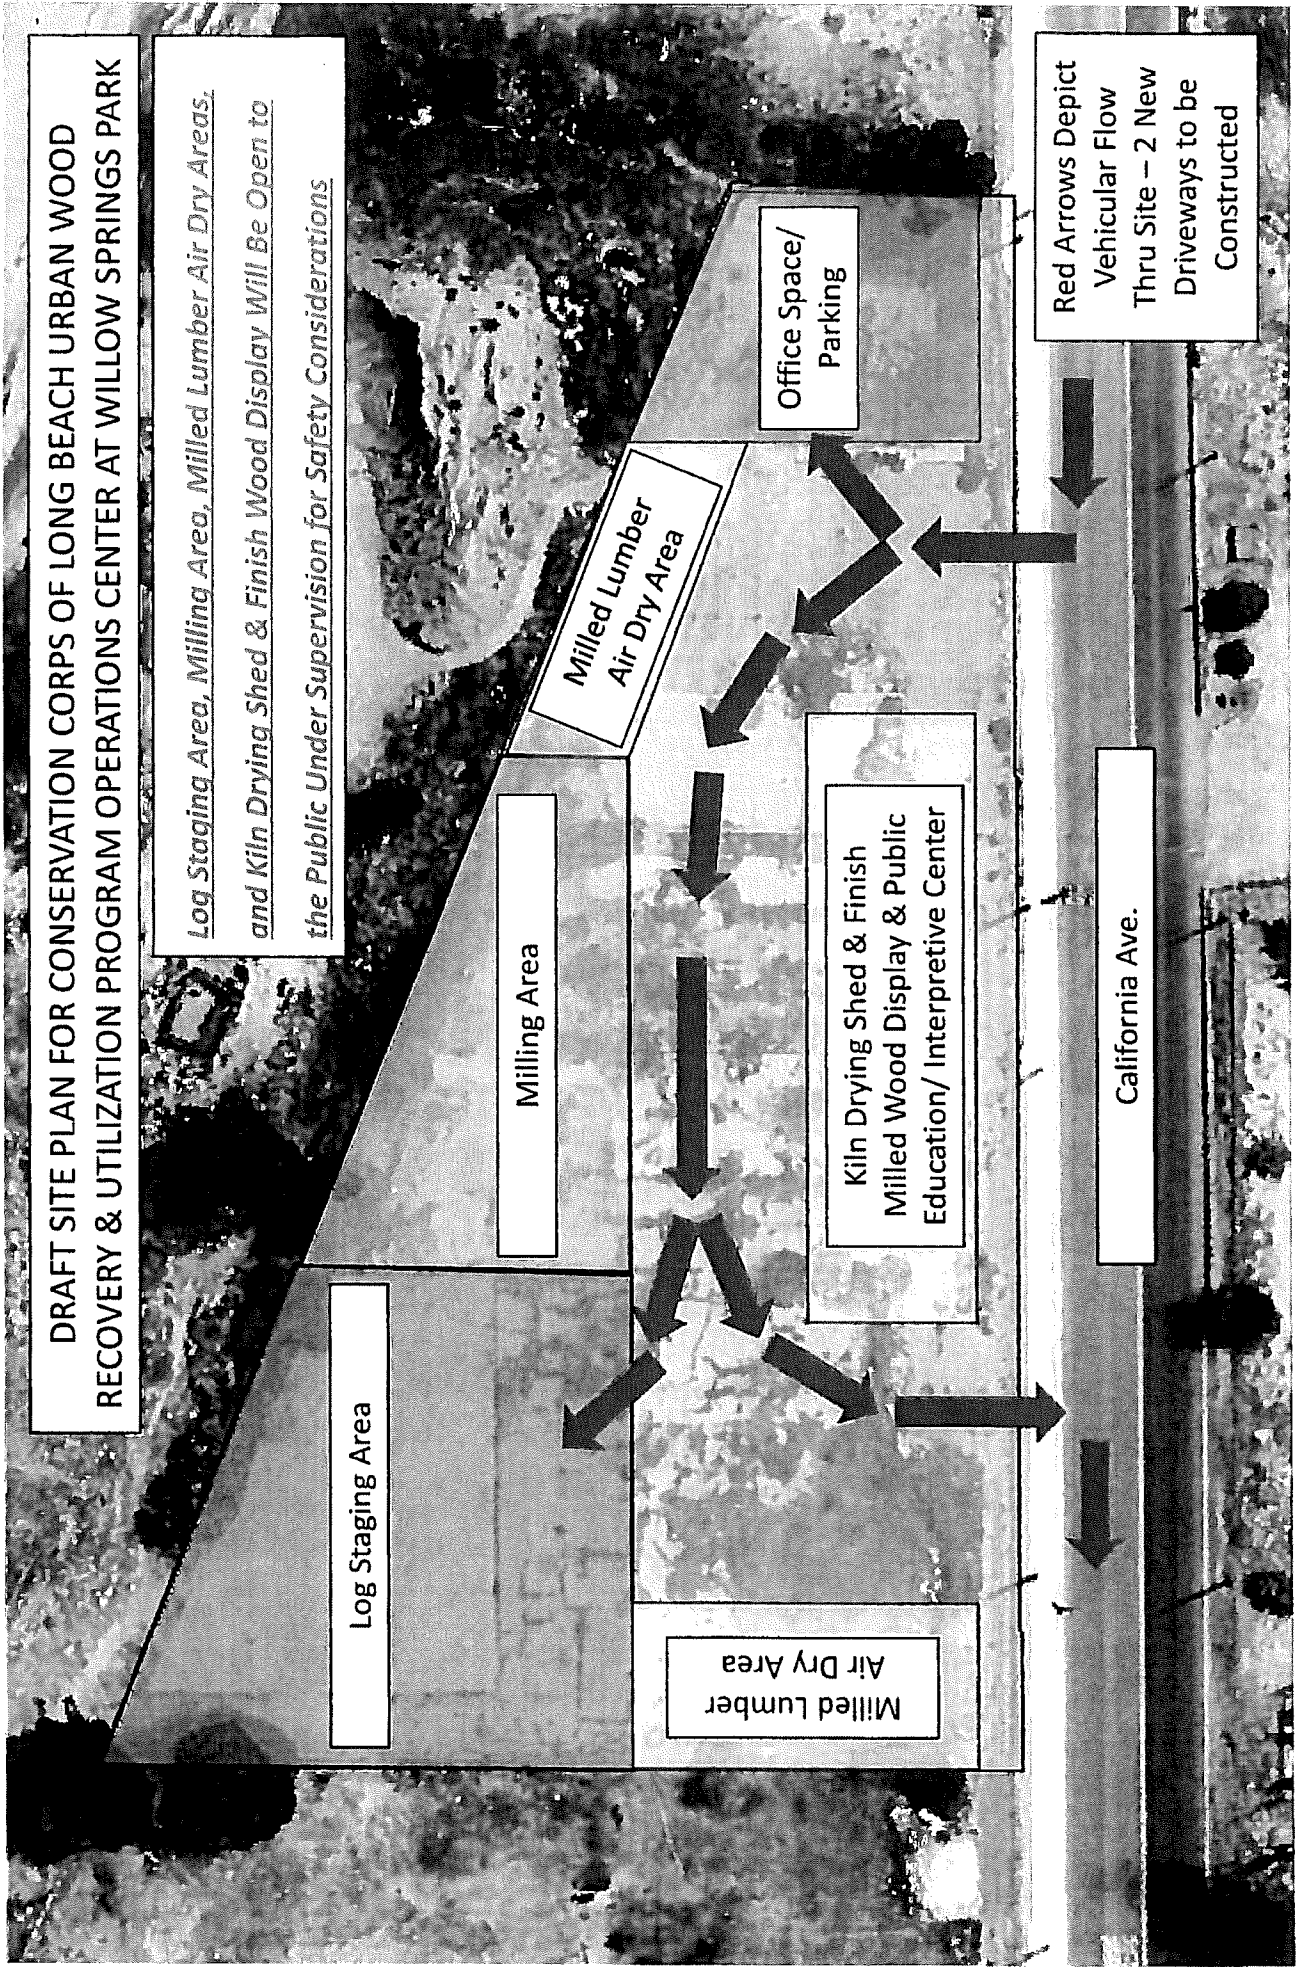 DRAFT SITE PLAN FOR CONSERVATION CORPS OF LONG BEACH URBAN WOOD
RECOVERY & UTILIZATION PROGRAM OPERATIONS CENTER AT WILLOW SPRINGS PARK
Log Staging Area, Milling Area, Milled Lumber Air Dry Areas,
and Kiln Drying Shed & Finish Wood Display Will Be Open to
the Public Under Supervision for Safety Considerations
Log Staging Area
Milling Area
Milled Lumber
Air Dry Area
Office Space/
Parking
Milled Lumber
Air Dry Area
Kiln Drying Shed & Finish
Milled Wood Display & Public
Education/ Interpretive Center
California Ave.
Red Arrows Depict
Vehicular Flow
Thru Site – 2 New
Driveways to be
Constructed